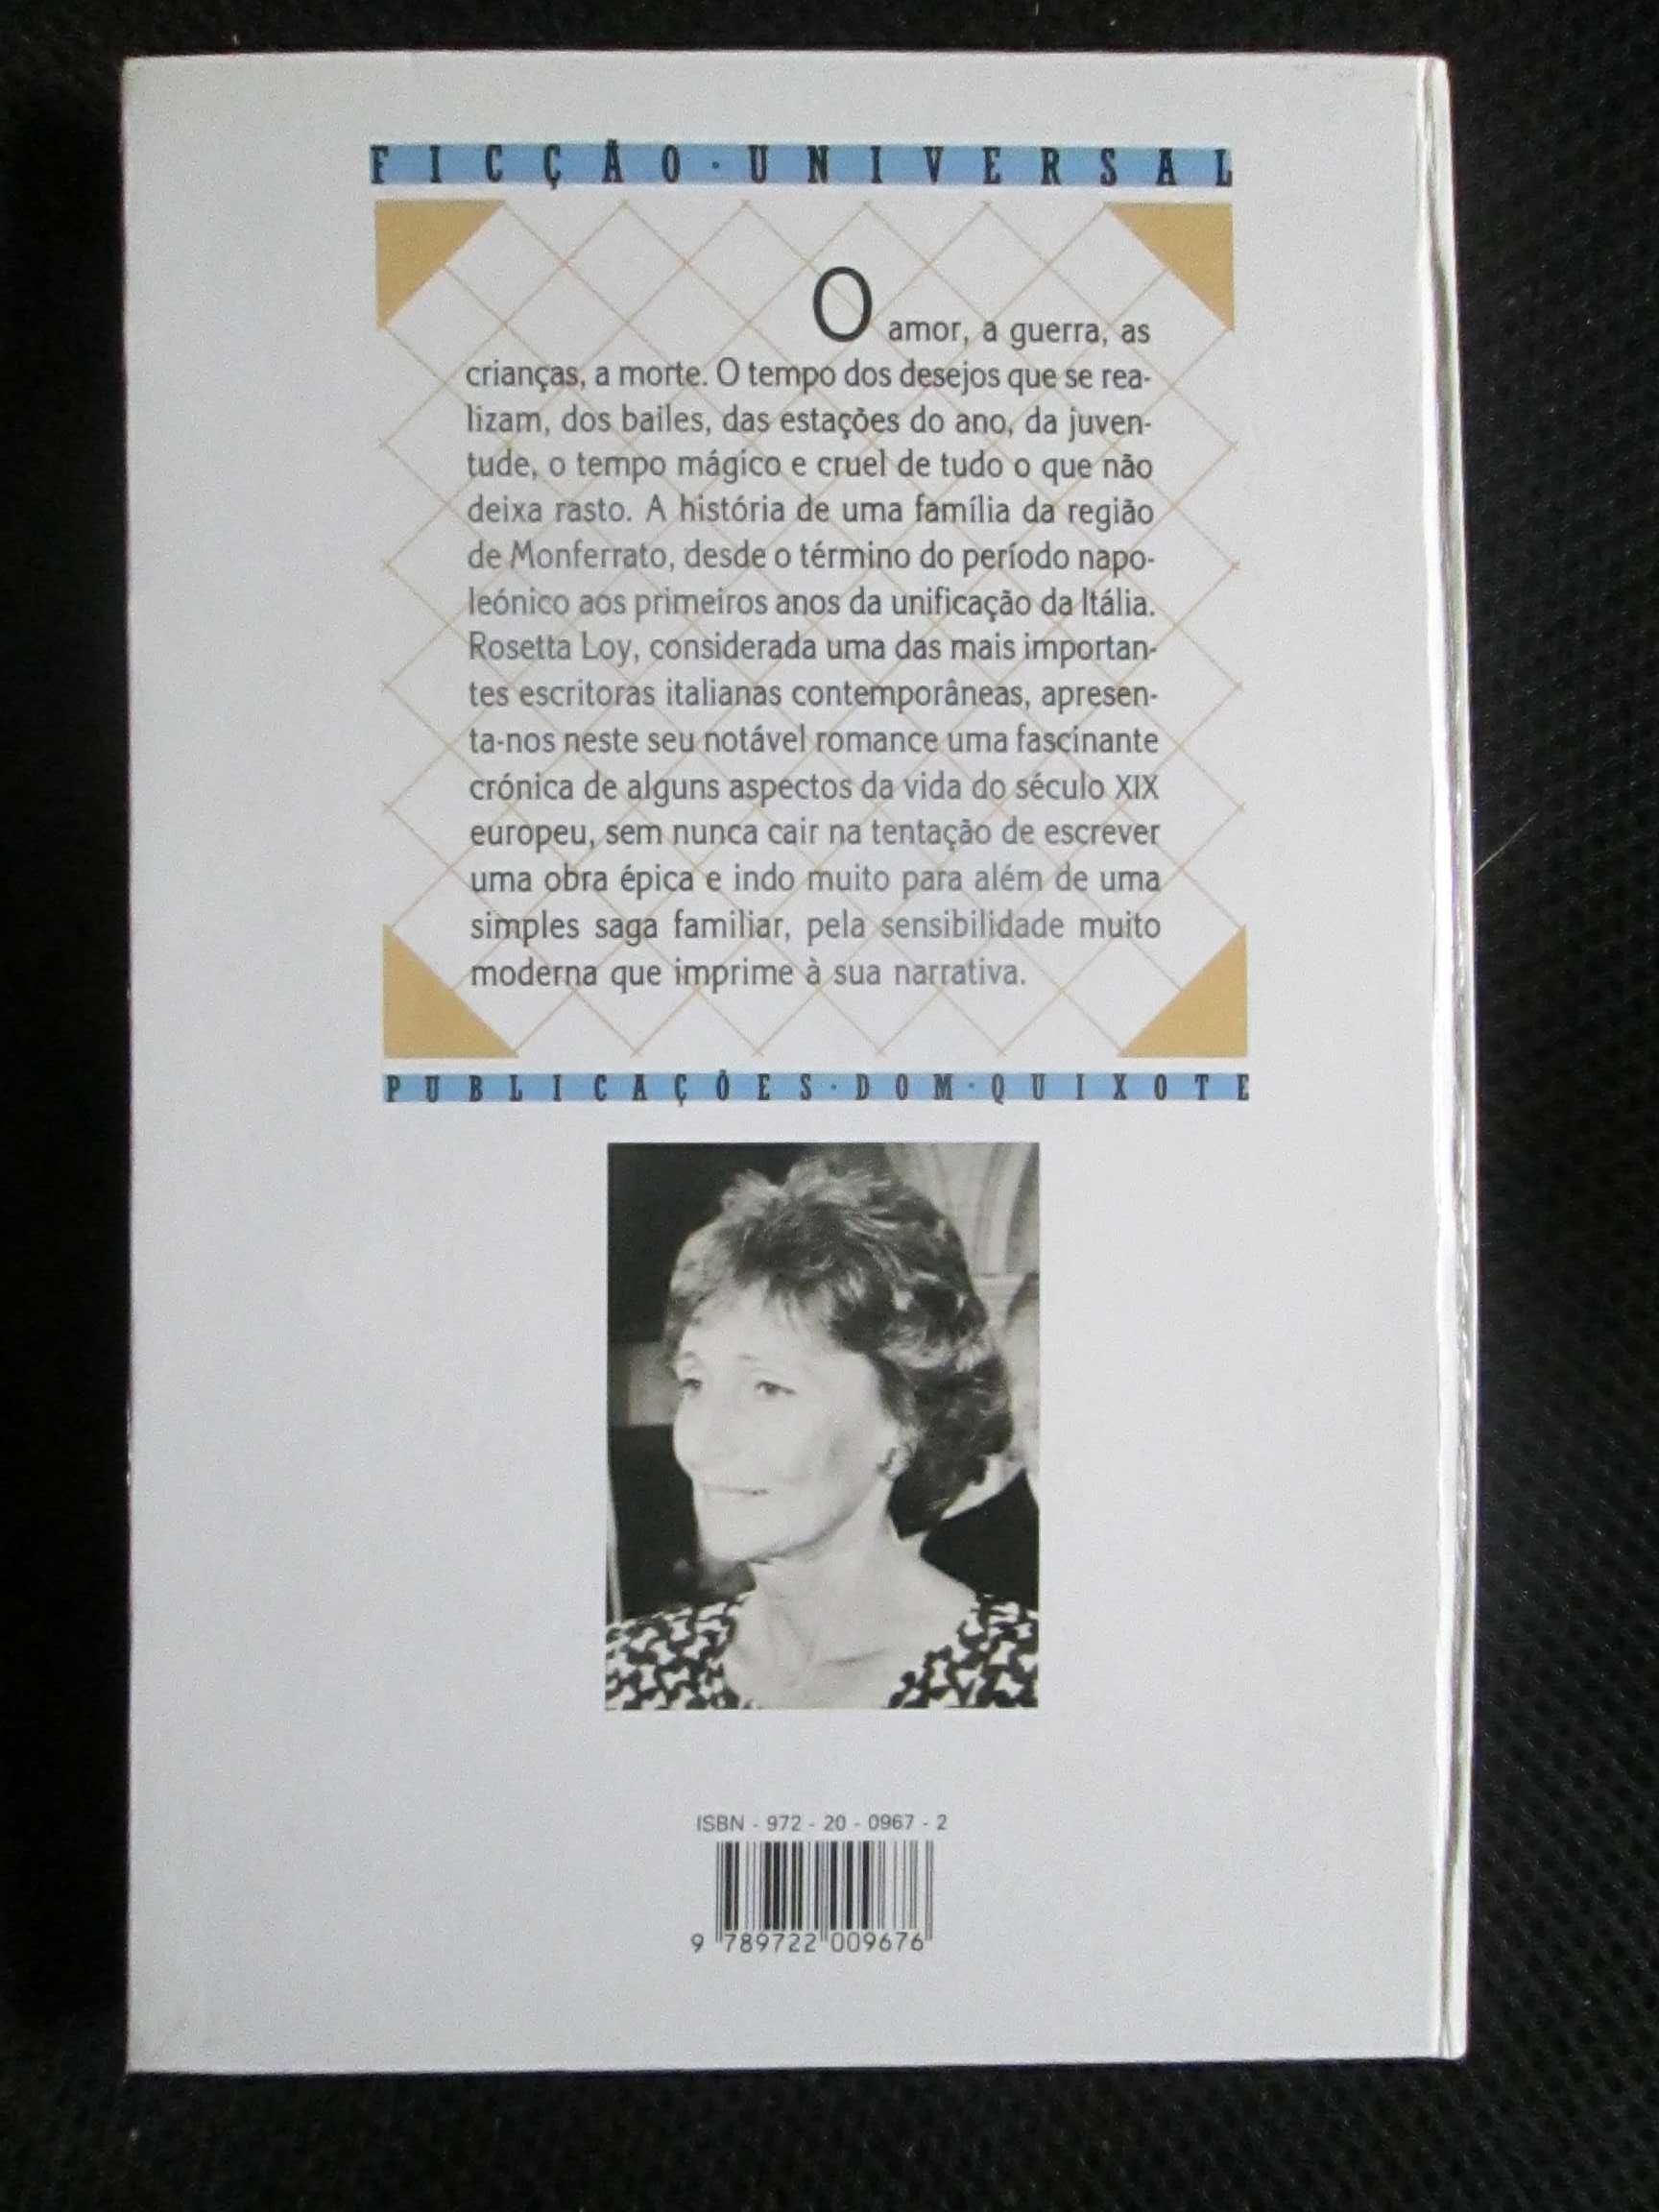 FICÇÃO · UNIVERSAL
O amor, a guerra, as
crianças, a morte. O tempo dos desejos que se rea-
lizam, dos bailes, das estações do ano, da juven-
tude, o tempo mágico e cruel de tudo o que não
deixa rasto. A história de uma família da região
de Monferrato, desde o término do período napo-
leónico aos primeiros anos da unificação da Itália.
Rosetta Loy, considerada uma das mais importan-
tes escritoras italianas contemporâneas, apresen-
ta-nos neste seu notável romance uma fascinante
crónica de alguns aspectos da vida do século XIX
europeu, sem nunca cair na tentação de escrever
uma obra épica e indo muito para além de uma
simples saga familiar, pela sensibilidade muito
moderna que imprime à sua narrativa.
PUBLICAÇÕES · DOM · QUIXOTE
ISBN - 972 - 20 - 0967 - 2
9 789722 009676